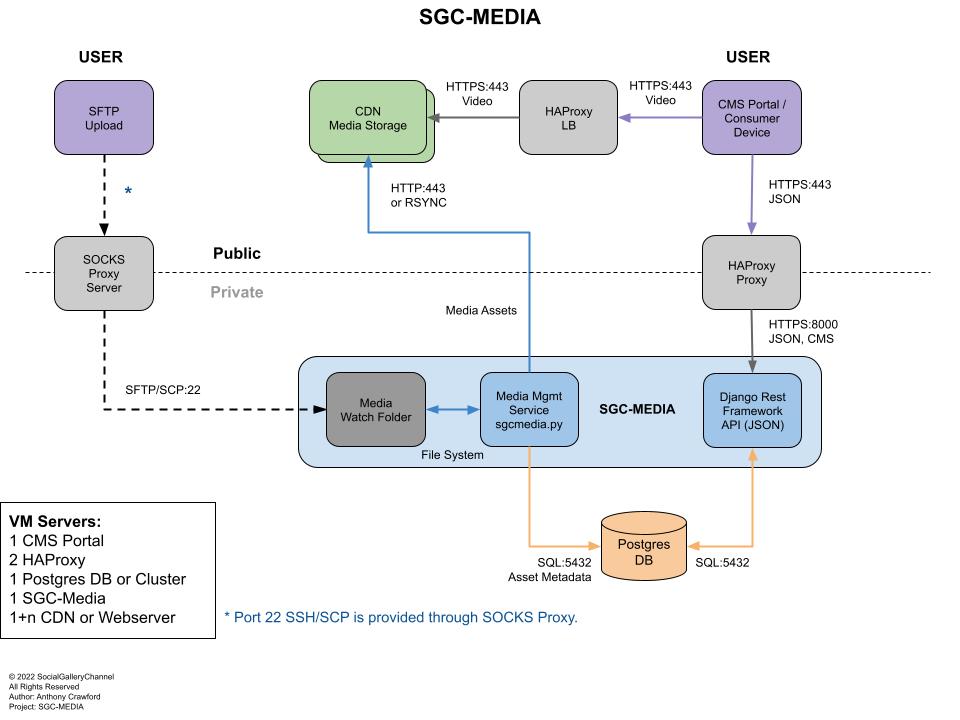 SGC-MEDIA
USER
USER
SFTP
Upload
CDN
Media Storage
HTTPS:443
Video
HAProxy
LB
HTTPS:443
Video
CMS Portal /
Consumer
Device
*
HTTP:443
or RSYNC
HTTPS:443
JSON
SOCKS
Proxy
Server
Public
Private
HAProxy
Proxy
Media Assets
HTTPS:8000
JSON, CMS
SFTP/SCP:22
Media
Watch Folder
Media Mgmt
Service
sgcmedia.py
SGC-MEDIA
Django Rest
Framework
API (JSON)
File System
VM Servers:
1 CMS Portal
2 HAProxy
1 Postgres DB or Cluster
1 SGC-Media
1+n CDN or Webserver
Postgres
DB
SQL:5432
Asset Metadata
SQL:5432
* Port 22 SSH/SCP is provided through SOCKS Proxy.
© 2022 SocialGalleryChannel
All Rights Reserved
Author: Anthony Crawford
Project: SGC-MEDIA